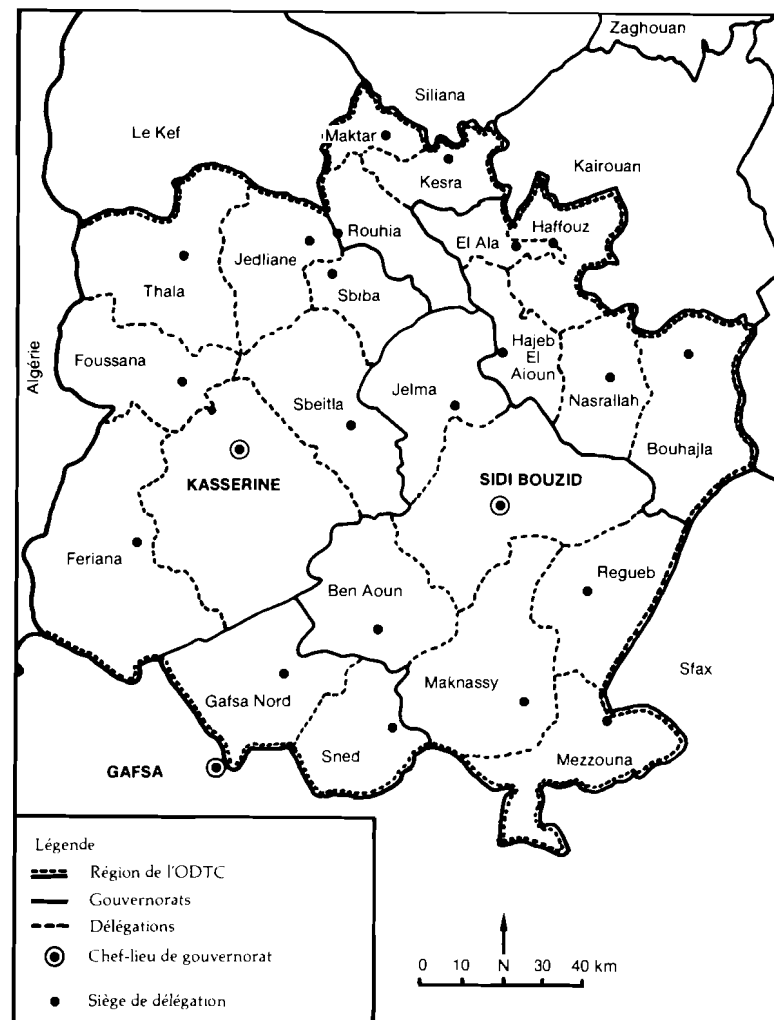 Zaghouan
Siliana
Le Kef
Maktar
Kairouan
Kesra
Rouhia
El Ala
Haffouz
Jedliane
Thala
Sbiba
Algérie
Foussana
Hajeb
El
Aioun
Sbeitla
Jelma
Nasrallah
Bouhajla
KASSERINE
SIDI BOUZID
Feriana
Ben Aoun
Regueb
Sfax
Gafsa Nord
Maknassy
Sned
Mezzouna
GAFSA
Légende
Région de l'ODTC
Gouvernorats
Délégations
Chef-lieu de gouvernorat
Siège de délégation
0 10 N 30 40 km